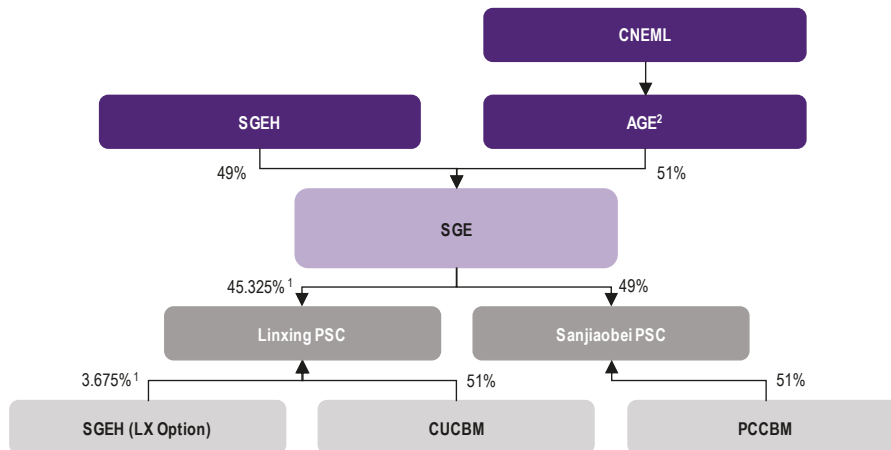 CNEML
SGEH
AGE²
49%
51%
SGE
45.325% ¹
49%
Linxing PSC
Sanjiaobei PSC
3.675% ¹
51%
51%
SGEH (LX Option)
CUCBM
PCCBM